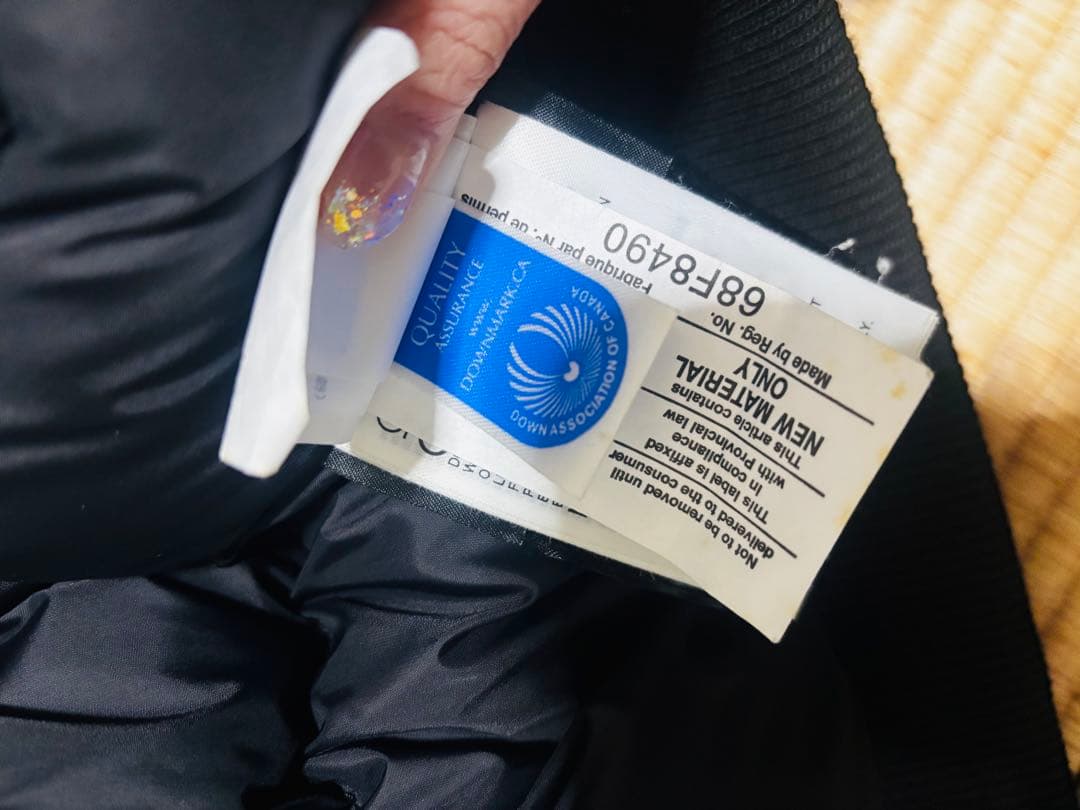 QUALITY
ASSURANCE
www.
DOWNMARK.CA
DOWN ASSOCIATION OF CANADA
Not to be removed until
delivered to the consumer
This label is affixed
in compliance
with Provincial law
This article contains
NEW MATERIAL
ONLY
Made by Reg. No.
68F8490
Fabriqué par Nº. de permis